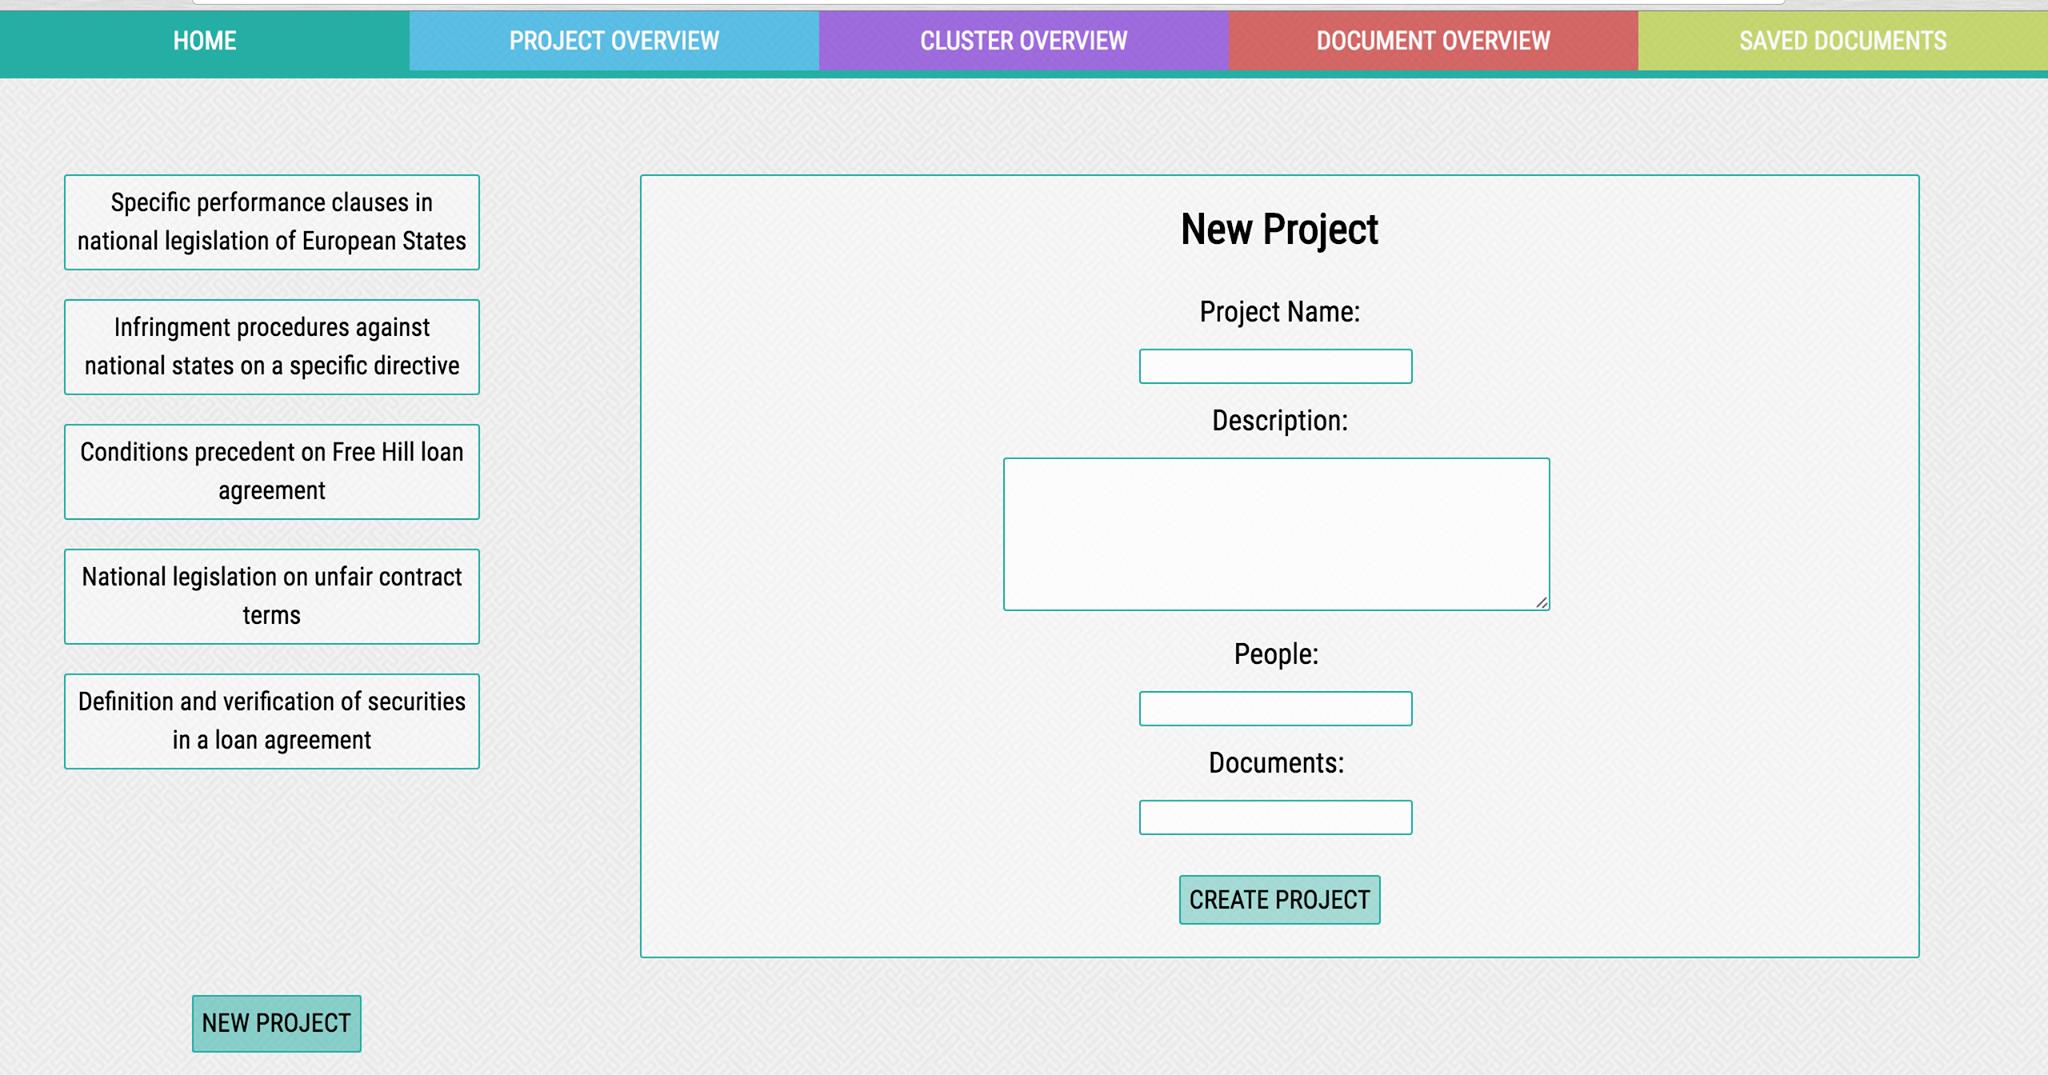 HOME
PROJECT OVERVIEW
CLUSTER OVERVIEW
DOCUMENT OVERVIEW
SAVED DOCUMENTS
Specific performance clauses in
national legislation of European States
Infringment procedures against
national states on a specific directive
Conditions precedent on Free Hill loan
agreement
National legislation on unfair contract
terms
Definition and verification of securities
in a loan agreement
NEW PROJECT
New Project
Project Name:
Description:
People:
Documents:
CREATE PROJECT